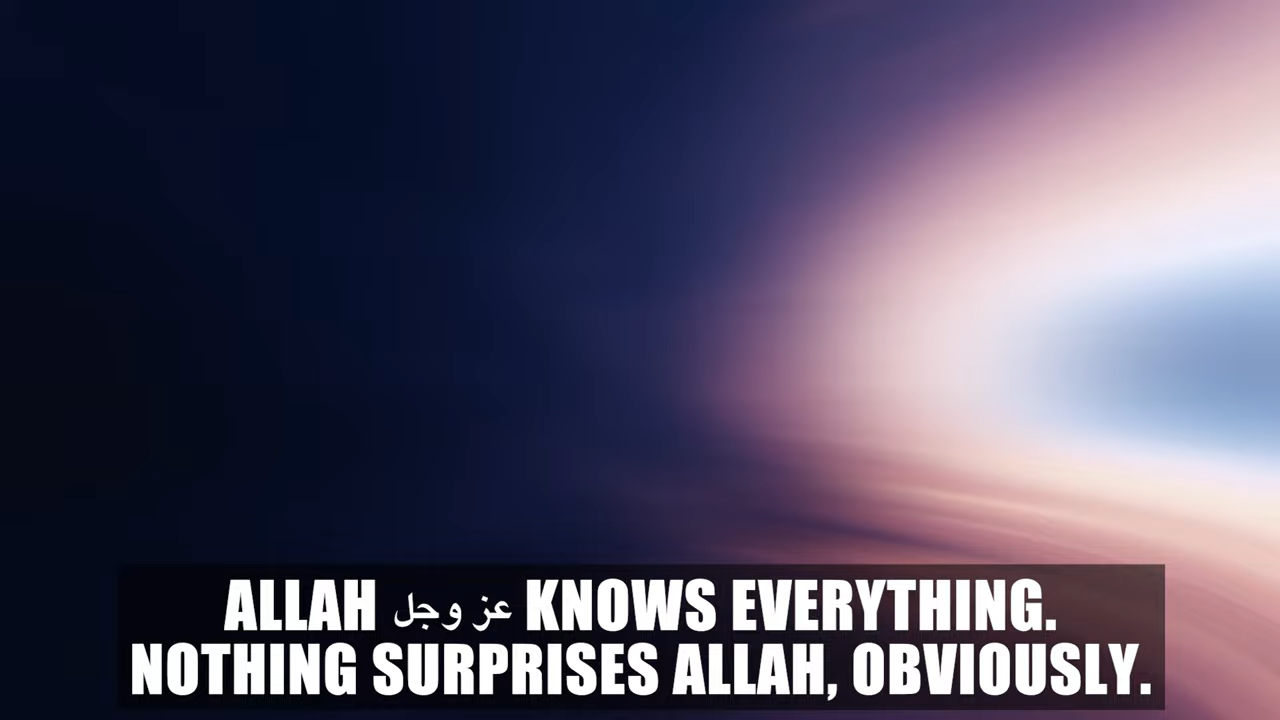 ALLAH عز وجل KNOWS EVERYTHING.
NOTHING SURPRISES ALLAH, OBVIOUSLY.